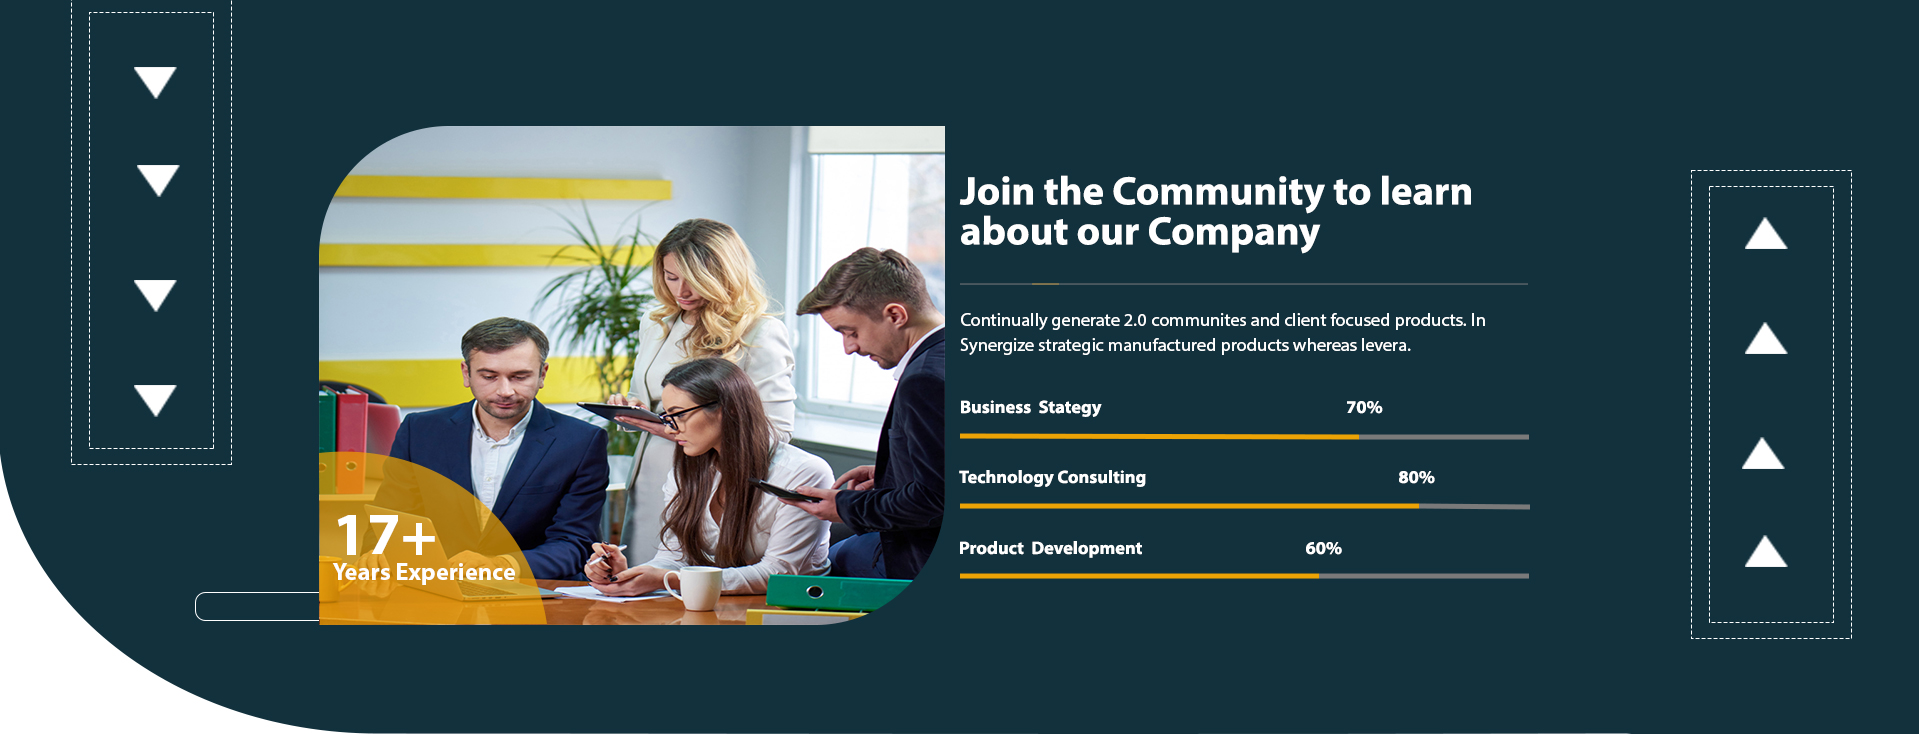 Join the Community to learn
about our Company
Continually generate 2.0 communites and client focused products. In
Synergize strategic manufactured products whereas levera.
Business Stategy 70%
Technology Consulting 80%
Product Development 60%
17+
Years Experience